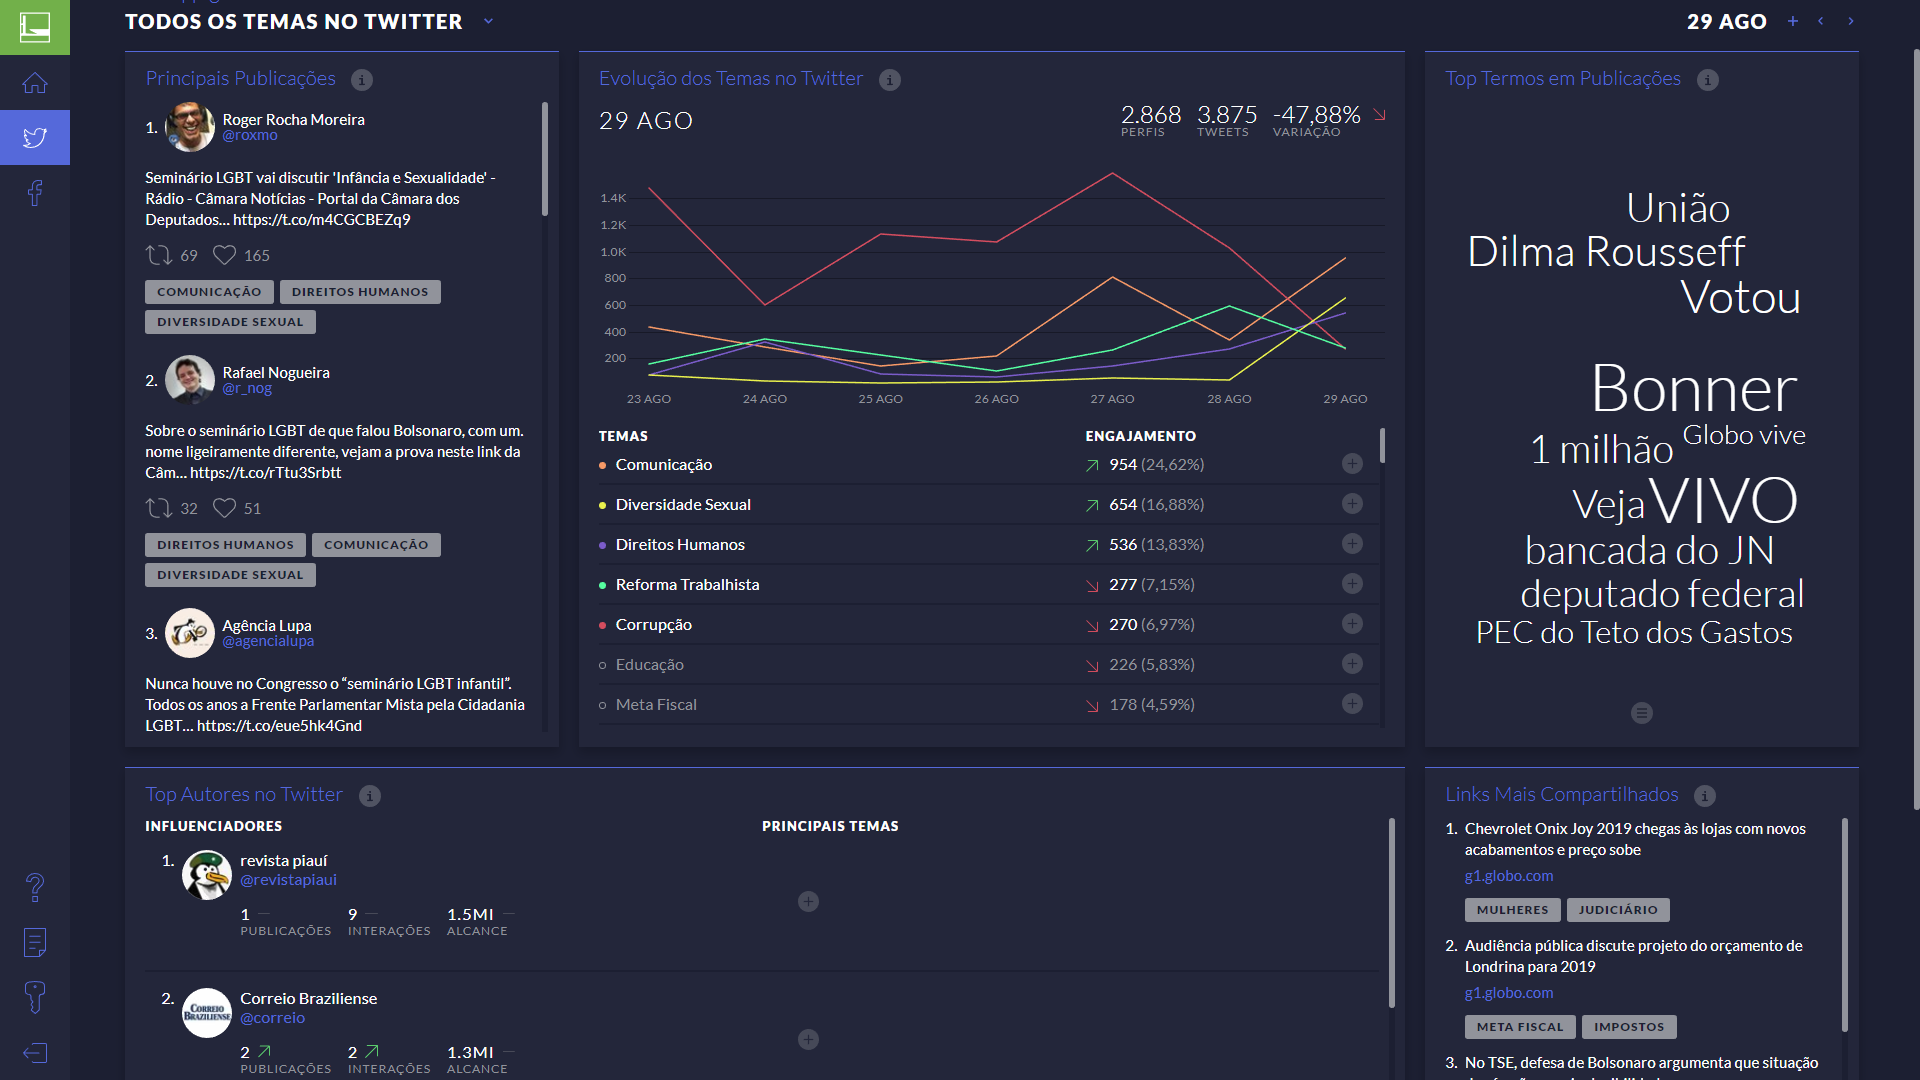 TODOS OS TEMAS NO TWITTER
29 AGO
Principais Publicações
1.
Roger Rocha Moreira
@roxmo
Seminário LGBT vai discutir 'Infância e Sexualidade' -
Rádio - Câmara Notícias - Portal da Câmara dos
Deputados... https://t.co/m4CGCBEZq9
69 165
COMUNICAÇÃO DIREITOS HUMANOS
DIVERSIDADE SEXUAL
2.
Rafael Nogueira
@r_nog
Sobre o seminário LGBT de que falou Bolsonaro, com um.
nome ligeiramente diferente, vejam a prova neste link da
Câm... https://t.co/rTtu3Srbtt
32 51
DIREITOS HUMANOS COMUNICAÇÃO
DIVERSIDADE SEXUAL
3.
Agência Lupa
@agencialupa
Nunca houve no Congresso o “seminário LGBT infantil”.
Todos os anos a Frente Parlamentar Mista pela Cidadania
LGBT... https://t.co/eue5hk4Gnd
Evolução dos Temas no Twitter
29 AGO
2.868 3.875 -47,88%
PERFIS TWEETS VARIAÇÃO
1.4K
1.2K
1.0K
800
600
400
200
23 AGO 24 AGO 25 AGO 26 AGO 27 AGO 28 AGO 29 AGO
TEMAS ENGAJAMENTO
Comunicação 954 (24,62%)
Diversidade Sexual 654 (16,88%)
Direitos Humanos 536 (13,83%)
Reforma Trabalhista 277 (7,15%)
Corrupção 270 (6,97%)
Educação 226 (5,83%)
Meta Fiscal 178 (4,59%)
Top Termos em Publicações
União
Dilma Rousseff
Votou
Bonner
1 milhão Globo vive
Veja VIVO
bancada do JN
deputado federal
PEC do Teto dos Gastos
Top Autores no Twitter
INFLUENCIADORES PRINCIPAIS TEMAS
1.
revista piauí
@revistapiaui
1 9 1.5MI
PUBLICAÇÕES INTERAÇÕES ALCANCE
2.
CORREIO
BRAZILIENSE
Correio Braziliense
@correio
2 2 1.3MI
PUBLICAÇÕES INTERAÇÕES ALCANCE
Links Mais Compartilhados
1. Chevrolet Onix Joy 2019 chegas às lojas com novos
acabamentos e preço sobe
g1.globo.com
MULHERES JUDICIÁRIO
2. Audiência pública discute projeto do orçamento de
Londrina para 2019
g1.globo.com
META FISCAL IMPOSTOS
3. No TSE, defesa de Bolsonaro argumenta que situação